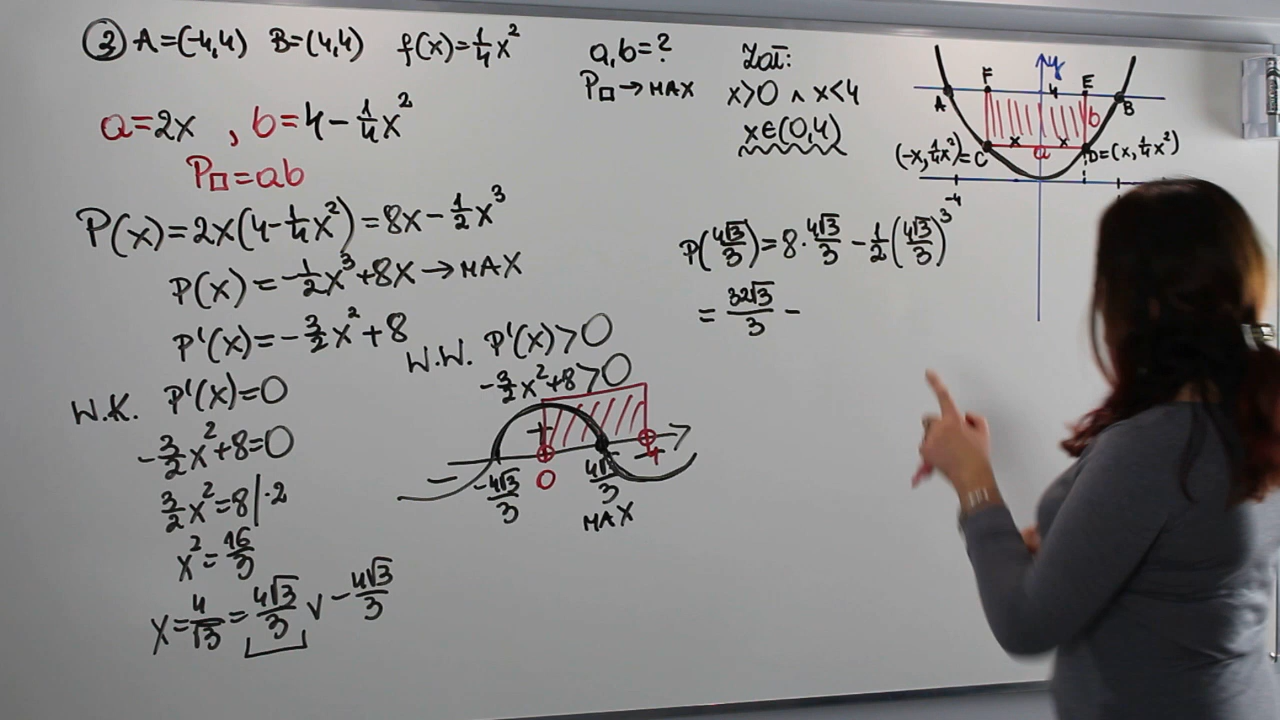 ③ A=(-4,4) B=(4,4) f(x)=¼x²
a=2x , b=4-¼x²
P□=ab
P(x)=2x(4-¼x²)=8x-½x³
P(x)=-½x³+8x→MAX
P'(x)=-3/2x²+8
W.K. P'(x)=0
-3/2x²+8=0
3/2x²=8|·2
x²=16/3
x=4/√3=4√3/3 ∨ -4√3/3
W.W. P'(x)>0
-3/2x²+8>0
+
- -
-4√3/3 0 4√3/3 4
MAX
a,b=?
P□→MAX
Zał:
x>0 ∧ x<4
x∈(0,4)
P(4√3/3)=8·4√3/3-½(4√3/3)³
=32√3/3-
y
F 4 E
A B
b
x a x
(-x,¼x²)=C D=(x,¼x²)
-4